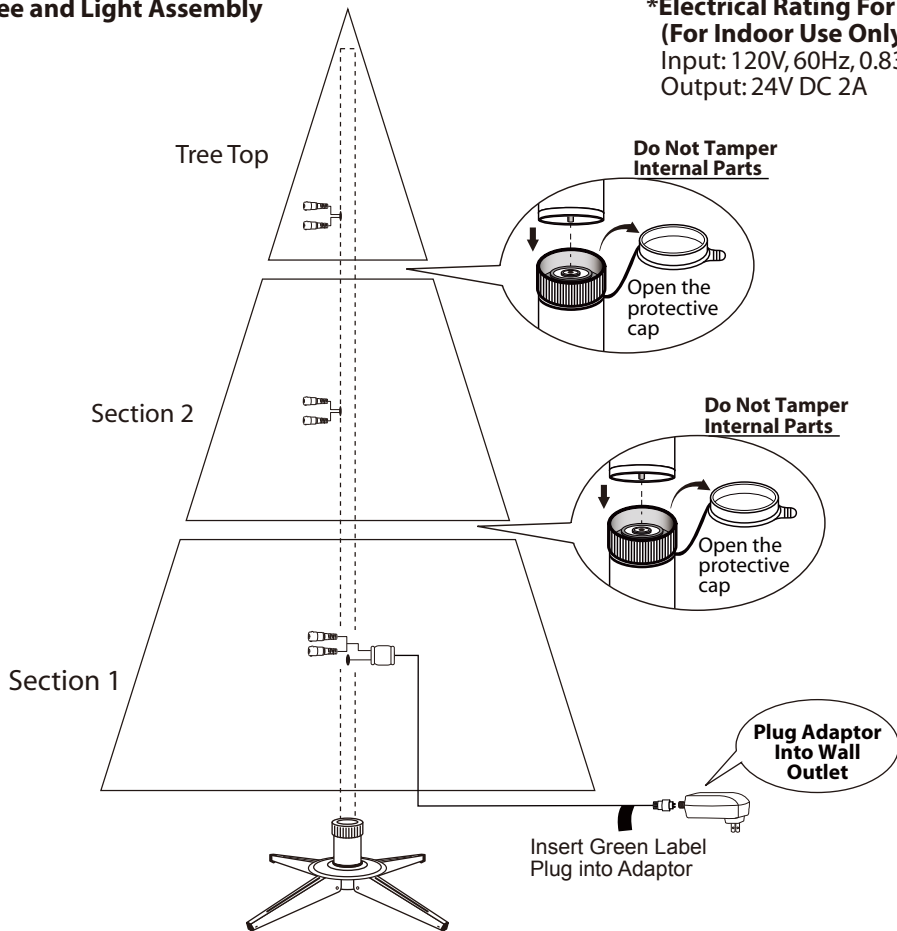 ee and Light Assembly
*Electrical Rating For
(For Indoor Use Only
Input: 120V, 60Hz, 0.83
Output: 24V DC 2A
Tree Top
Do Not Tamper
Internal Parts
Open the
protective
cap
Section 2
Do Not Tamper
Internal Parts
Open the
protective
cap
Section 1
Plug Adaptor
Into Wall
Outlet
Insert Green Label
Plug into Adaptor